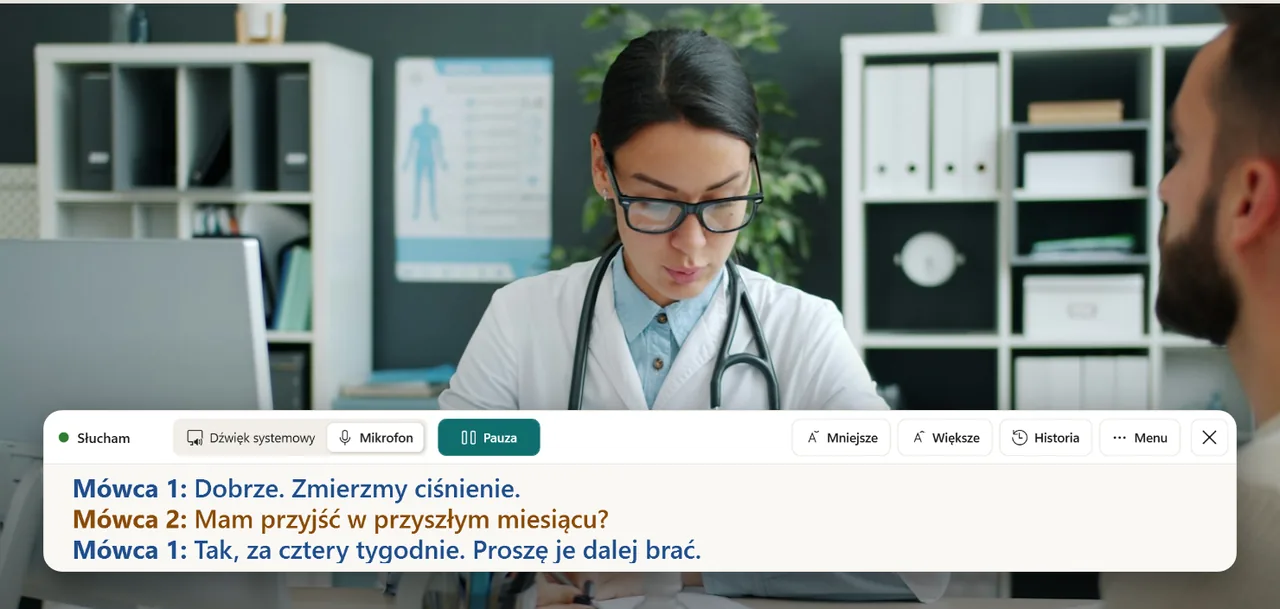 Słucham
Dźwięk systemowy
Mikrofon
Pauza
Mniejsze
Większe
Historia
Menu
Mówca 1: Dobrze. Zmierzmy ciśnienie.
Mówca 2: Mam przyjść w przyszłym miesiącu?
Mówca 1: Tak, za cztery tygodnie. Proszę je dalej brać.